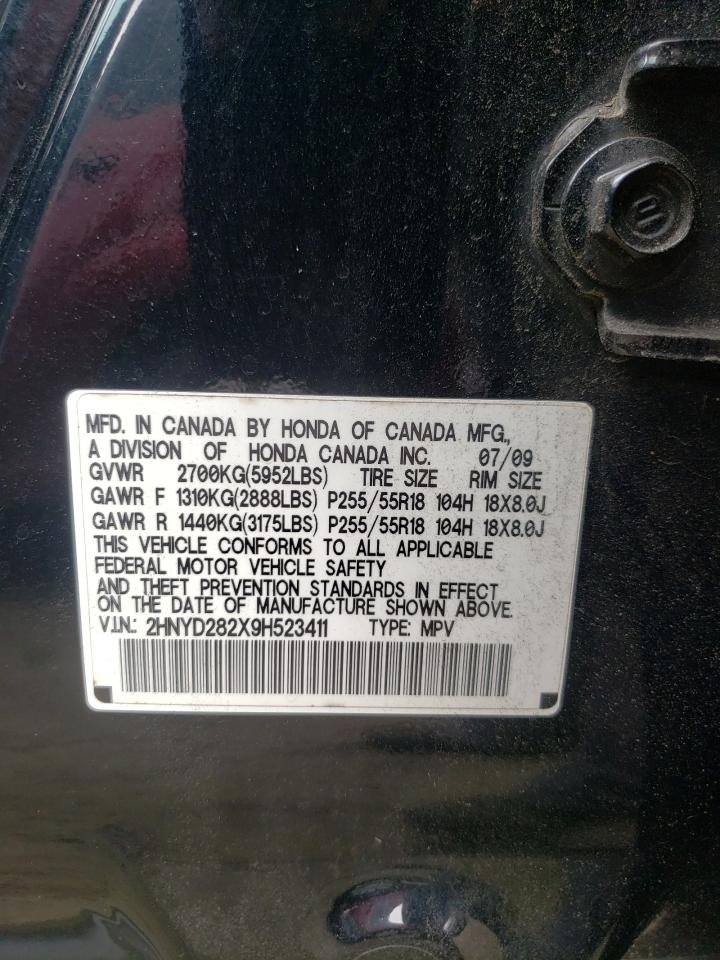 MFD. IN CANADA BY HONDA OF CANADA MFG.,
A DIVISION OF HONDA CANADA INC. 07/09
GVWR 2700KG(5952LBS) TIRE SIZE RIM SIZE
GAWR F 1310KG(2888LBS) P255/55R18 104H 18X8.0J
GAWR R 1440KG(3175LBS) P255/55R18 104H 18X8.0J
THIS VEHICLE CONFORMS TO ALL APPLICABLE
FEDERAL MOTOR VEHICLE SAFETY
AND THEFT PREVENTION STANDARDS IN EFFECT
ON THE DATE OF MANUFACTURE SHOWN ABOVE.
V.I.N.: 2HNYD282X9H523411 TYPE: MPV